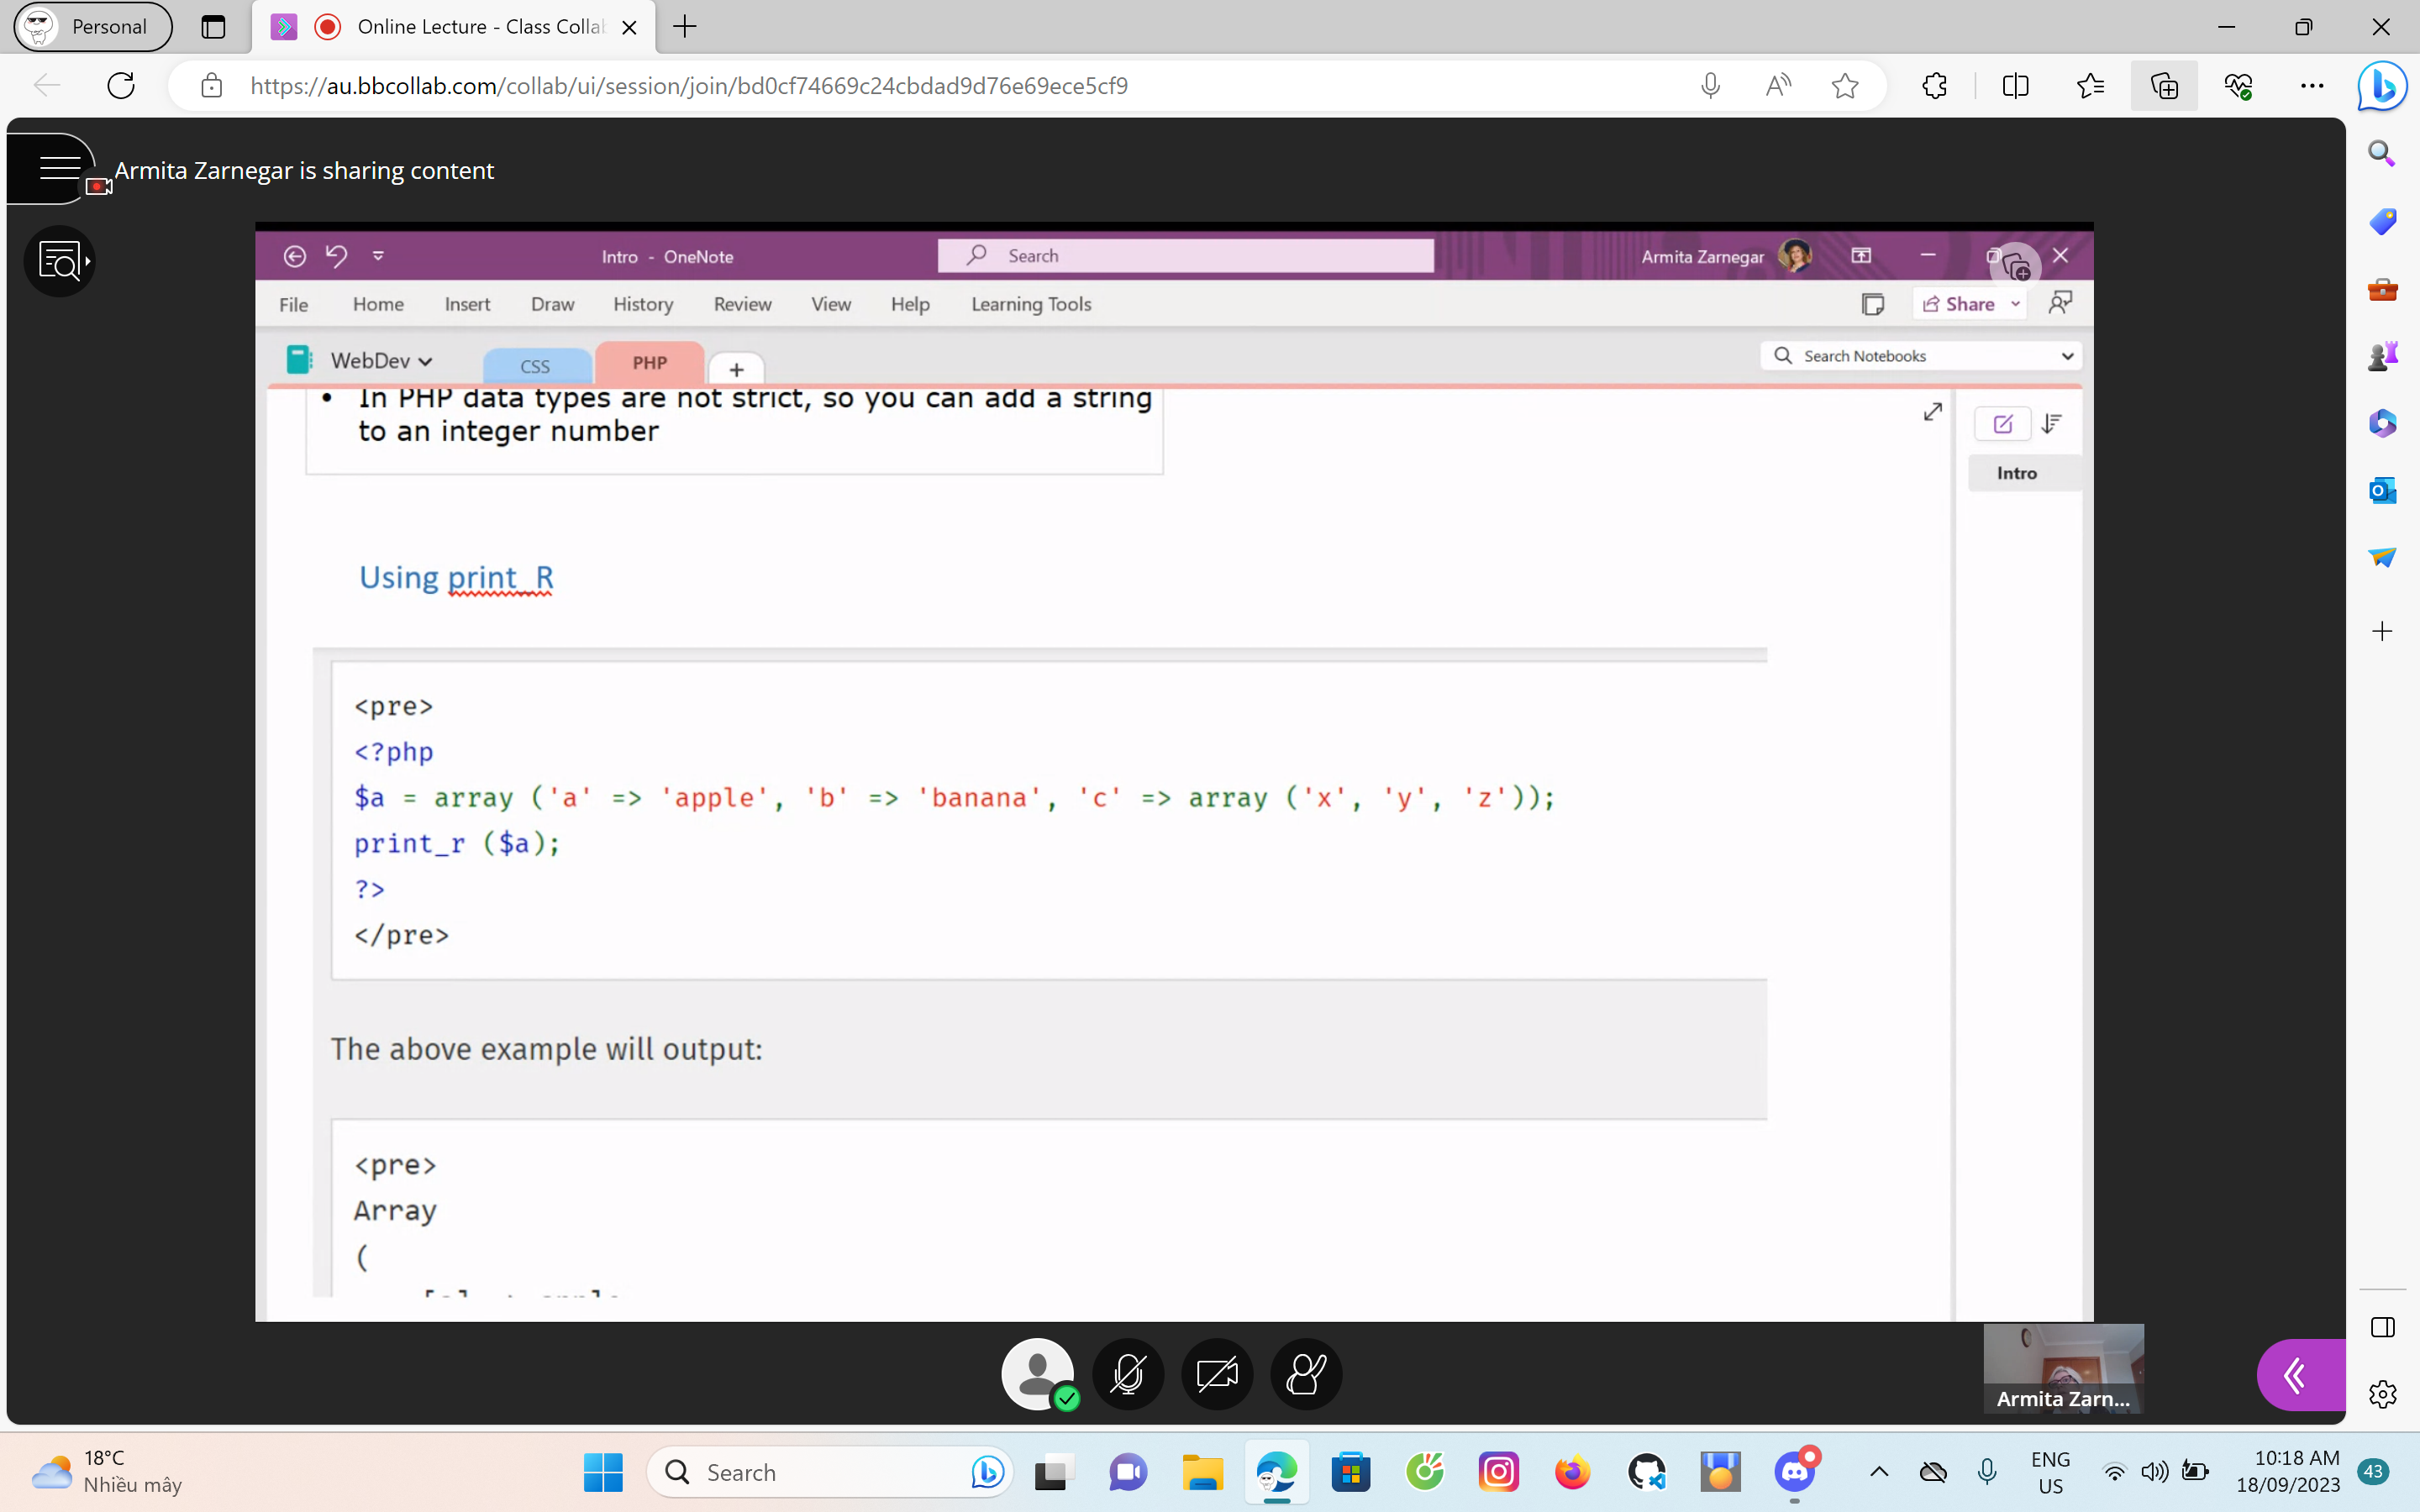 Personal
Online Lecture - Class Collab
https://au.bbcollab.com/collab/ui/session/join/bd0cf74669c24cbdad9d76e69ece5cf9
Armita Zarnegar is sharing content
Intro - OneNote
Search
Armita Zarnegar
File Home Insert Draw History Review View Help Learning Tools
Share
WebDev CSS PHP +
Search Notebooks
• In PHP data types are not strict, so you can add a string
to an integer number
Intro
Using print_R
<pre>
<?php
$a = array ('a' => 'apple', 'b' => 'banana', 'c' => array ('x', 'y', 'z'));
print_r ($a);
?>
</pre>
The above example will output:
<pre>
Array
(
Armita Zarn...
18°C
Nhiều mây
Search
ENG
US
10:18 AM
18/09/2023
43